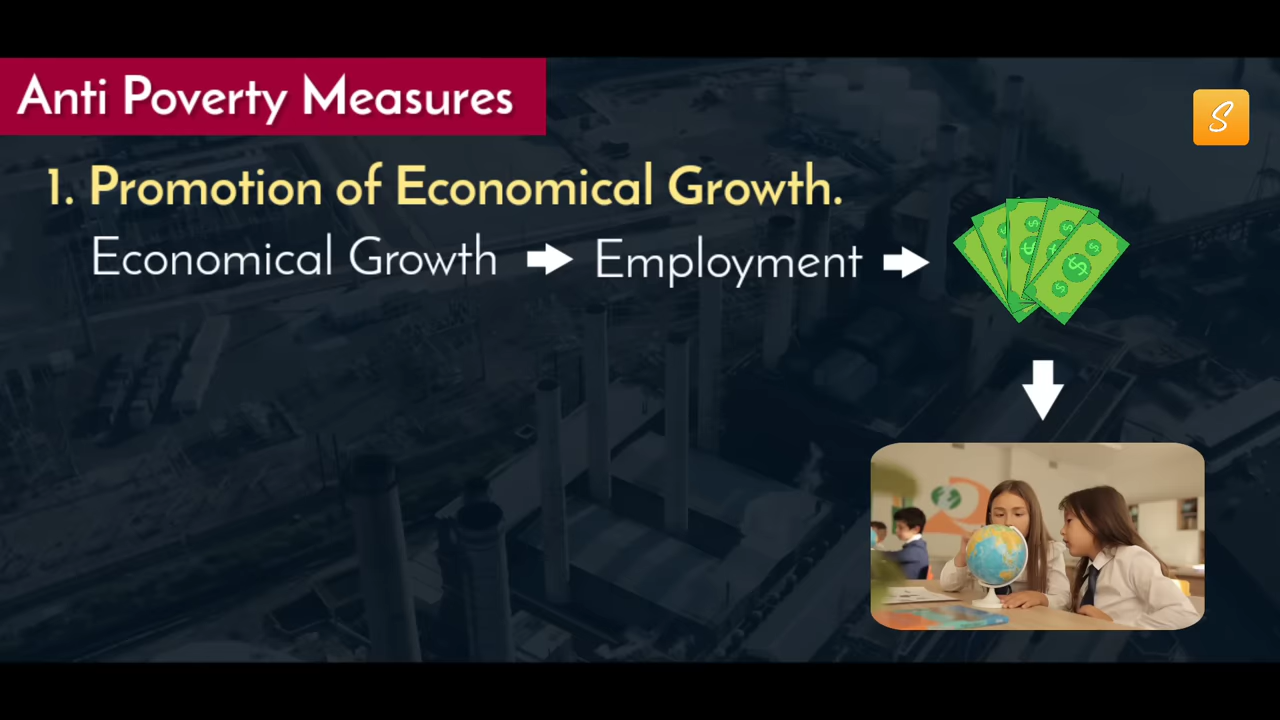 Anti Poverty Measures
S
1. Promotion of Economical Growth.
Economical Growth → Employment →